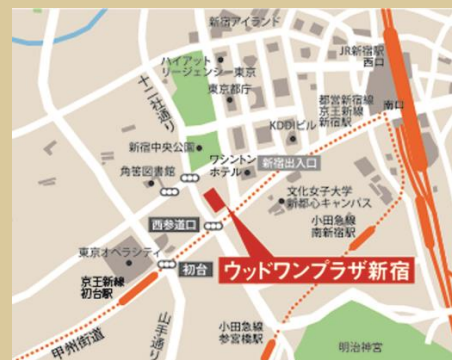 新宿アイランド
JR新宿駅
西口
ハイアット
リージェンシー東京
東京都庁
十二社通り
都営新宿線
京王新線
新宿駅
南口
KDDIビル
新宿中央公園
ワシントン
ホテル
新宿出入口
角筈図書館
文化女子大学
新都心キャンパス
西参道口
小田急線
南新宿駅
東京オペラシティ
初台
ウッドワンプラザ新宿
京王新線
初台駅
甲州街道
山手通り
小田急線
参宮橋駅
明治神宮